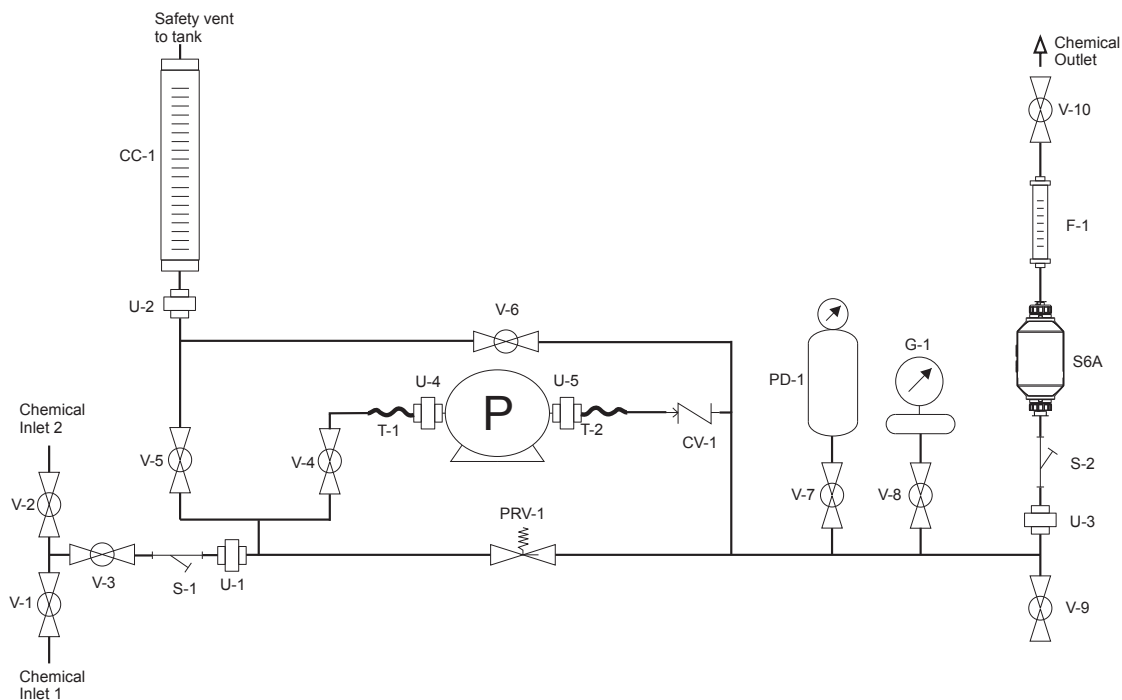 Safety vent
to tank
Chemical
Outlet
V-10
CC-1
F-1
U-2
V-6
G-1
S6A
U-4
U-5
PD-1
P
Chemical
Inlet 2
T-1
T-2
CV-1
V-5
V-4
S-2
V-7
V-8
V-2
PRV-1
U-3
V-3
S-1
U-1
V-1
V-9
Chemical
Inlet 1